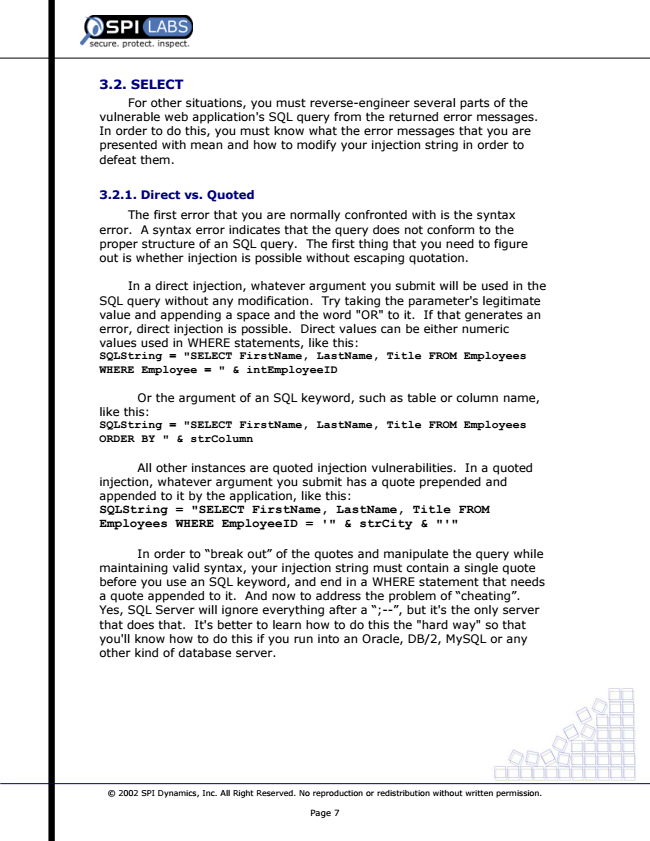 SPI LABS
secure. protect. inspect.
3.2. SELECT
For other situations, you must reverse-engineer several parts of the
vulnerable web application's SQL query from the returned error messages.
In order to do this, you must know what the error messages that you are
presented with mean and how to modify your injection string in order to
defeat them.
3.2.1. Direct vs. Quoted
The first error that you are normally confronted with is the syntax
error.  A syntax error indicates that the query does not conform to the
proper structure of an SQL query.  The first thing that you need to figure
out is whether injection is possible without escaping quotation.
In a direct injection, whatever argument you submit will be used in the
SQL query without any modification.  Try taking the parameter's legitimate
value and appending a space and the word "OR" to it.  If that generates an
error, direct injection is possible.  Direct values can be either numeric
values used in WHERE statements, like this:
SQLString = "SELECT FirstName, LastName, Title FROM Employees
WHERE Employee = " & intEmployeeID
Or the argument of an SQL keyword, such as table or column name,
like this:
SQLString = "SELECT FirstName, LastName, Title FROM Employees
ORDER BY " & strColumn
All other instances are quoted injection vulnerabilities.  In a quoted
injection, whatever argument you submit has a quote prepended and
appended to it by the application, like this:
SQLString = "SELECT FirstName, LastName, Title FROM
Employees WHERE EmployeeID = '" & strCity & "'"
In order to “break out” of the quotes and manipulate the query while
maintaining valid syntax, your injection string must contain a single quote
before you use an SQL keyword, and end in a WHERE statement that needs
a quote appended to it.  And now to address the problem of “cheating”.
Yes, SQL Server will ignore everything after a “;--”, but it's the only server
that does that.  It's better to learn how to do this the "hard way" so that
you'll know how to do this if you run into an Oracle, DB/2, MySQL or any
other kind of database server.
© 2002 SPI Dynamics, Inc. All Right Reserved. No reproduction or redistribution without written permission.
Page 7